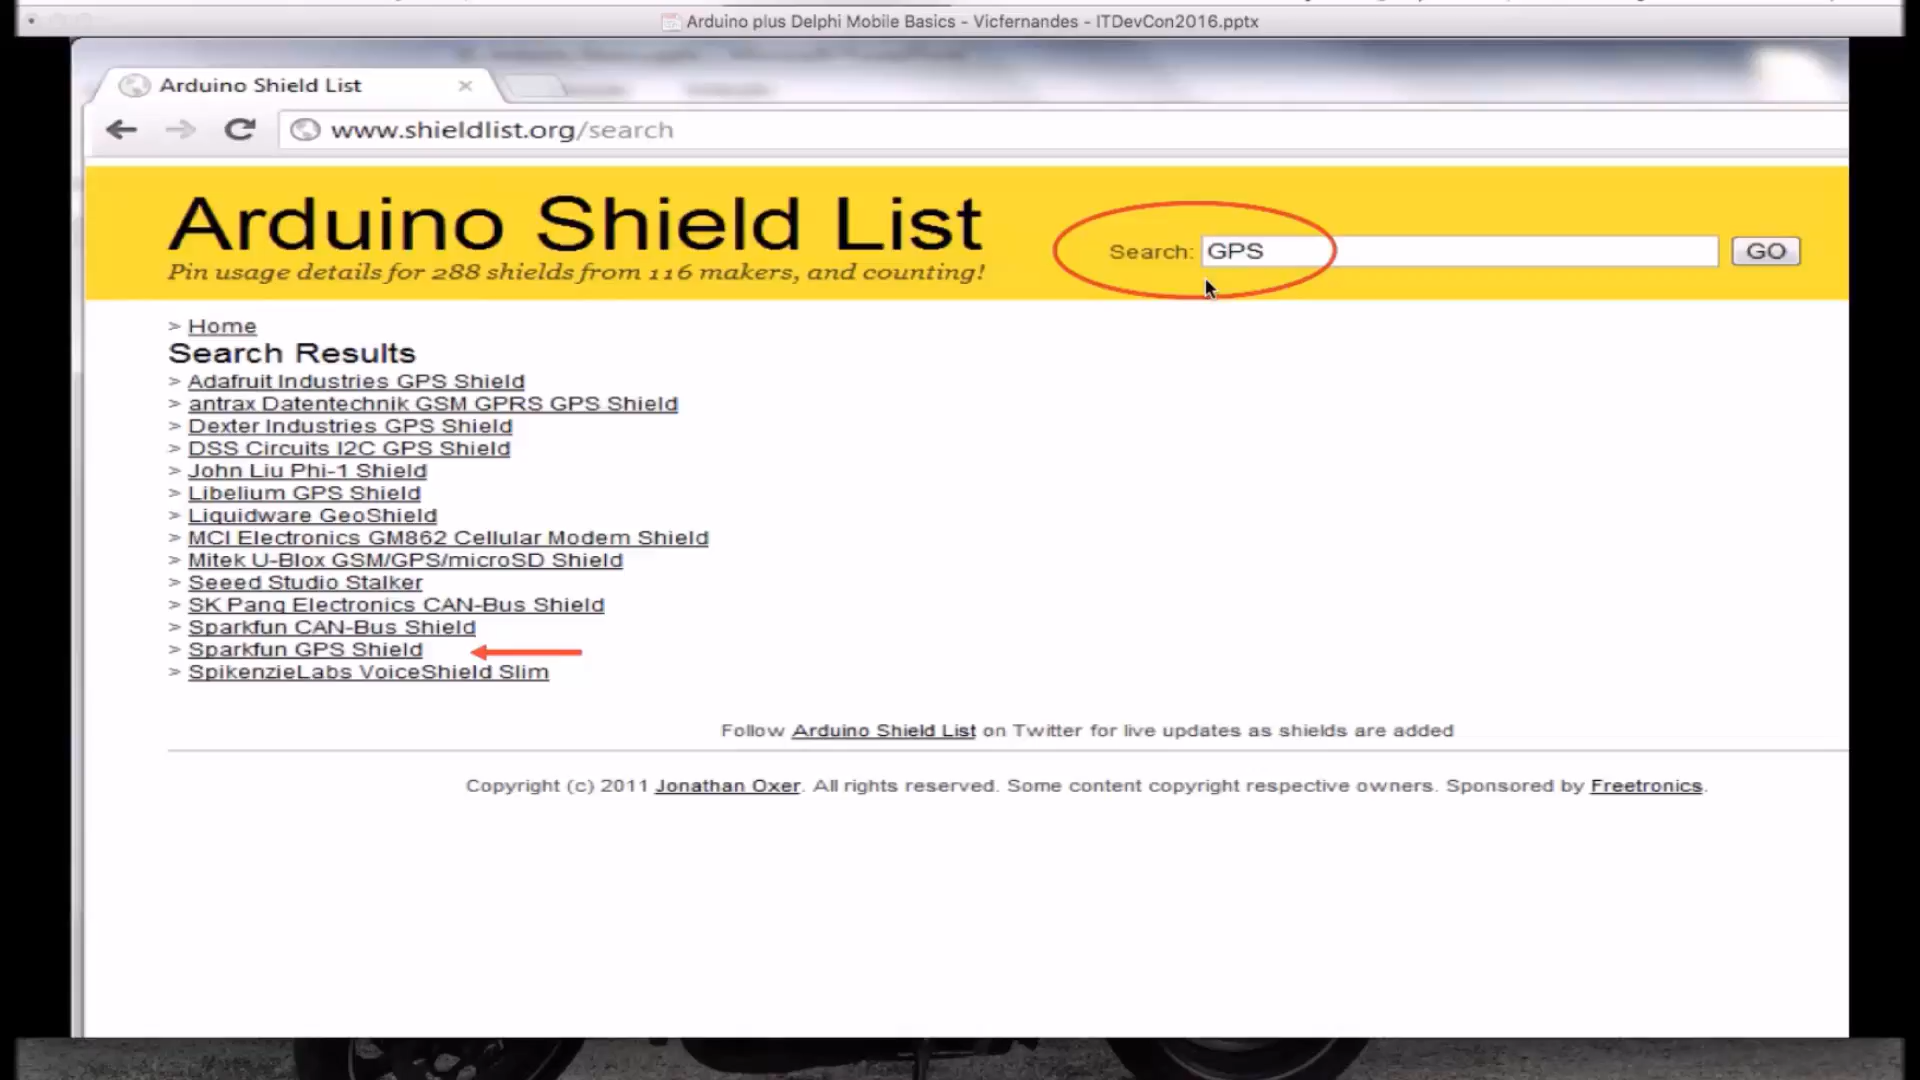 Arduino plus Delphi Mobile Basics - Vicfernandes - ITDevCon2016.pptx
Arduino Shield List
www.shieldlist.org/search
Arduino Shield List
Pin usage details for 288 shields from 116 makers, and counting!
Search: GPS GO
> Home
Search Results
> Adafruit Industries GPS Shield
> antrax Datentechnik GSM GPRS GPS Shield
> Dexter Industries GPS Shield
> DSS Circuits I2C GPS Shield
> John Liu Phi-1 Shield
> Libelium GPS Shield
> Liquidware GeoShield
> MCI Electronics GM862 Cellular Modem Shield
> Mitek U-Blox GSM/GPS/microSD Shield
> Seeed Studio Stalker
> SK Pang Electronics CAN-Bus Shield
> Sparkfun CAN-Bus Shield
> Sparkfun GPS Shield
> SpikenzieLabs VoiceShield Slim
Follow Arduino Shield List on Twitter for live updates as shields are added
Copyright (c) 2011 Jonathan Oxer. All rights reserved. Some content copyright respective owners. Sponsored by Freetronics.